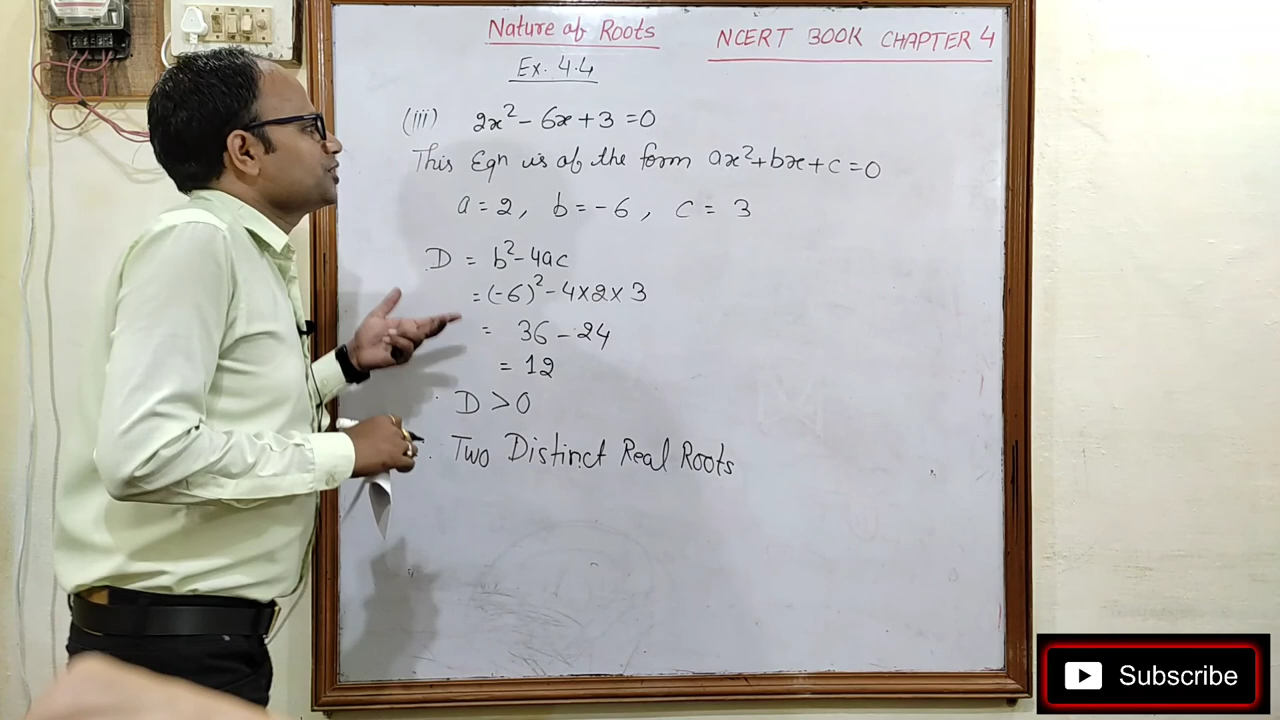 Nature of Roots
NCERT BOOK CHAPTER 4
Ex. 4.4
(iii) 2x² - 6x + 3 = 0
This Eqn is of the form ax² + bx + c = 0
a = 2, b = -6, c = 3
D = b² - 4ac
= (-6)² - 4×2×3
= 36 - 24
= 12
D > 0
Two Distinct Real Roots
Subscribe